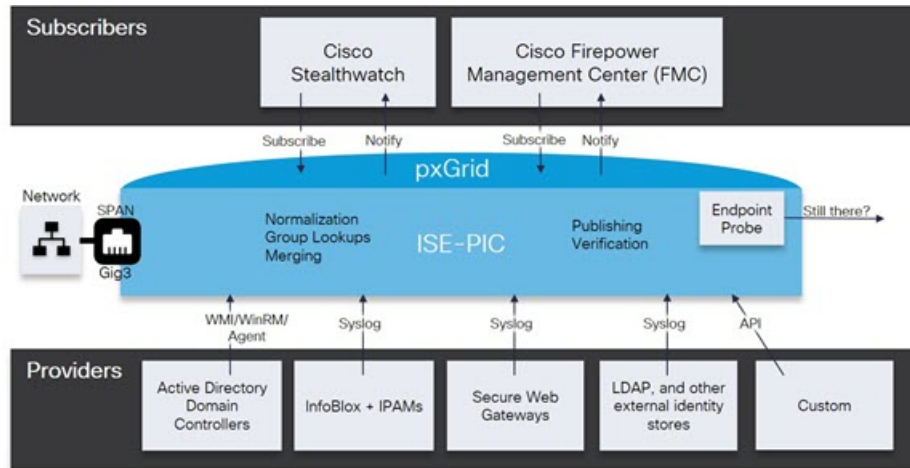 Subscribers
Cisco
Stealthwatch
Cisco Firepower
Management Center (FMC)
Subscribe
Notify
Subscribe
Notify
pxGrid
Network
SPAN
Gig3
Normalization
Group Lookups
Merging
ISE-PIC
Publishing
Verification
Endpoint
Probe
Still there?
WMI/WinRM/
Agent
Syslog
Syslog
Syslog
API
Providers
Active Directory
Domain
Controllers
InfoBlox + IPAMs
Secure Web
Gateways
LDAP, and other
external identity
stores
Custom